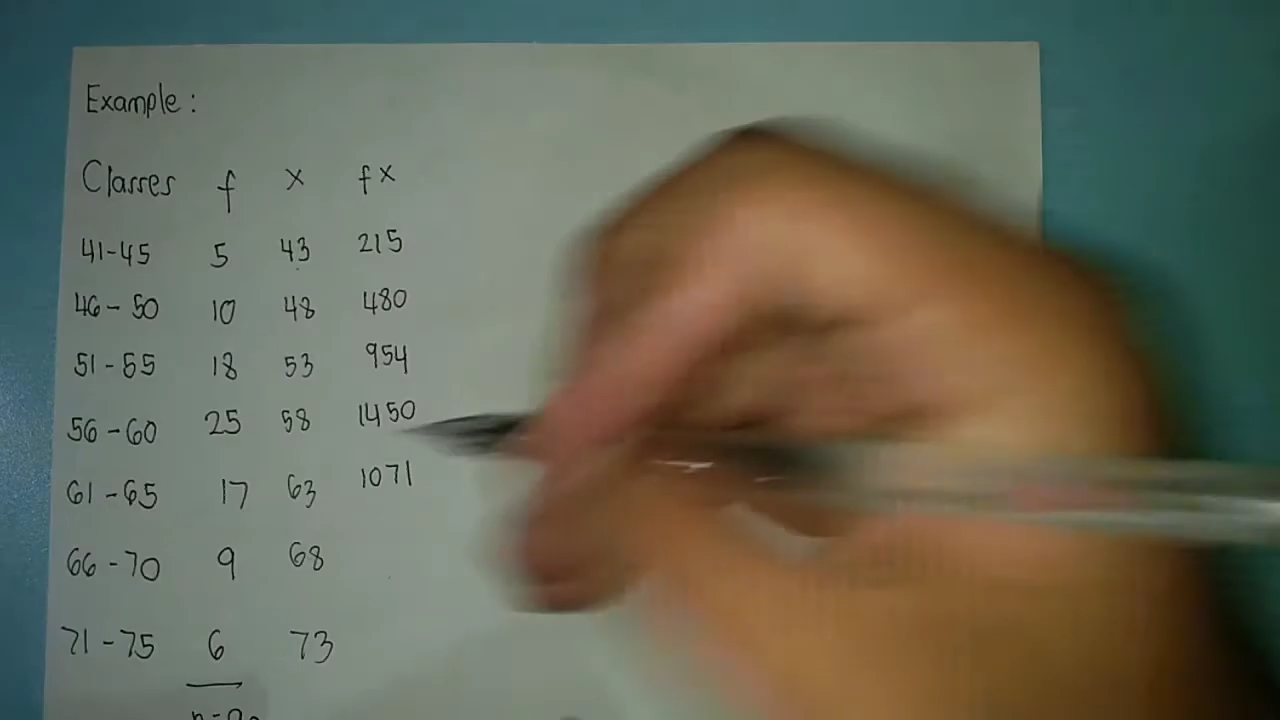 Example:
Classes f x fx
41-45 5 43 215
46-50 10 48 480
51-55 18 53 954
56-60 25 58 1450
61-65 17 63 1071
66-70 9 68
71-75 6 73